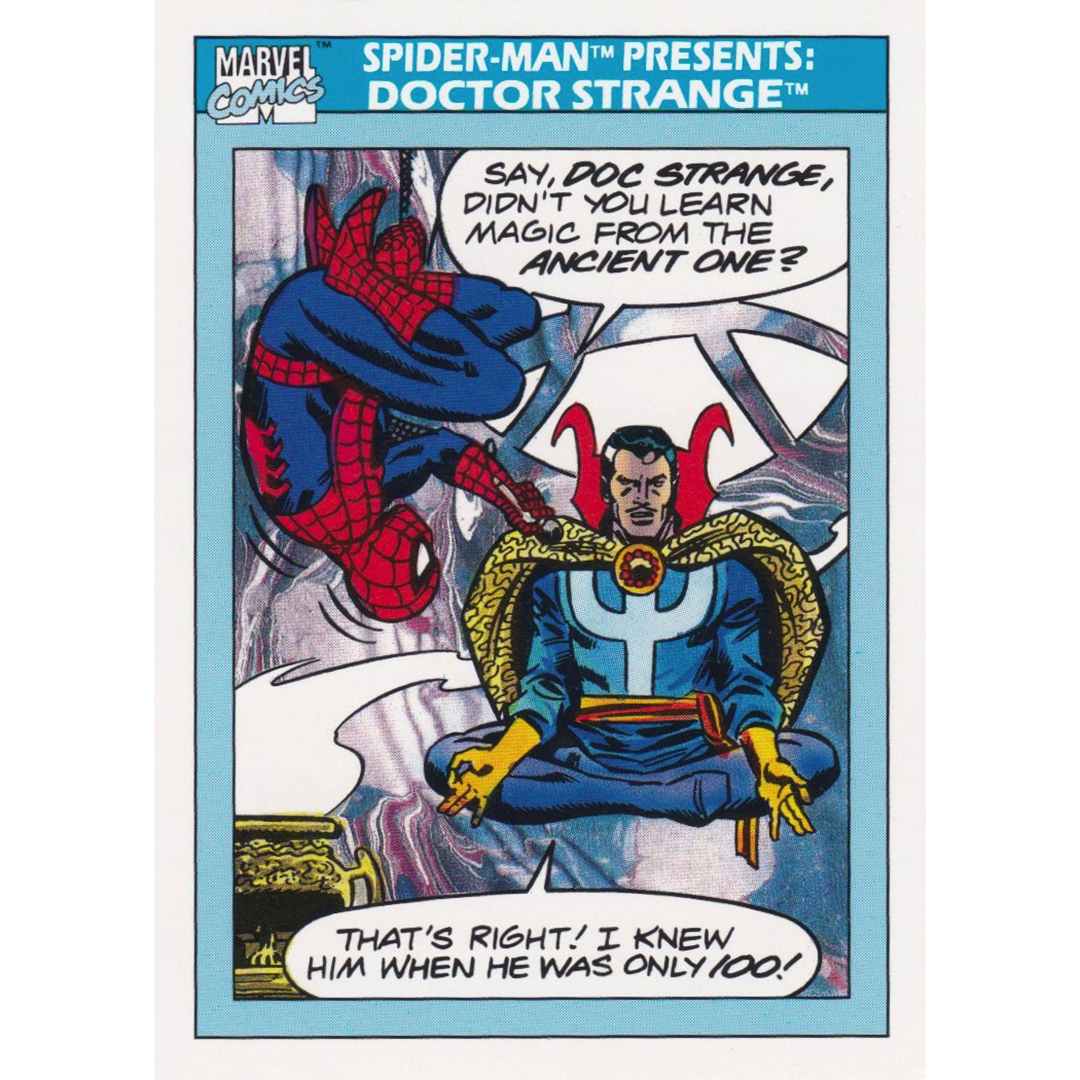 MARVEL™
COMICS
SPIDER-MAN™ PRESENTS:
DOCTOR STRANGE™
SAY, DOC STRANGE,
DIDN'T YOU LEARN
MAGIC FROM THE
ANCIENT ONE?
THAT'S RIGHT! I KNEW
HIM WHEN HE WAS ONLY 100!